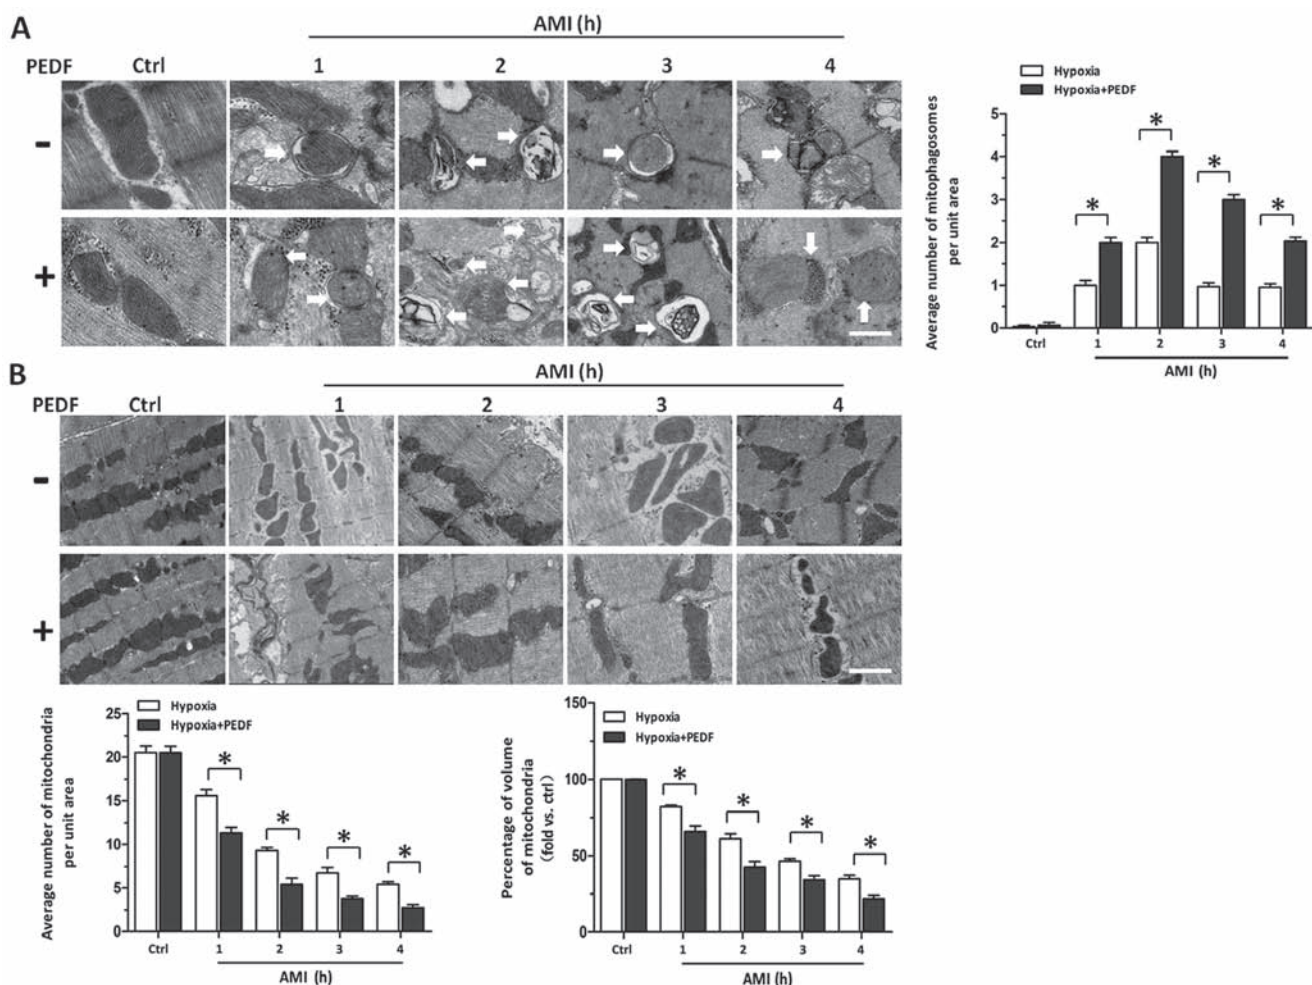 A
AMI (h)
PEDF Ctrl 1 2 3 4
-
+
Hypoxia
Hypoxia+PEDF
Average number of mitophagosomes
per unit area
5
4
3
2
1
0
* * * *
Ctrl 1 2 3 4
AMI (h)
B
AMI (h)
PEDF Ctrl 1 2 3 4
-
+
Average number of mitochondria
per unit area
25
20
15
10
5
0
Hypoxia
Hypoxia+PEDF
* * * *
Ctrl 1 2 3 4
AMI (h)
Percentage of volume
of mitochondria
(fold vs. ctrl)
150
100
50
0
Hypoxia
Hypoxia+PEDF
* * * *
Ctrl 1 2 3 4
AMI (h)